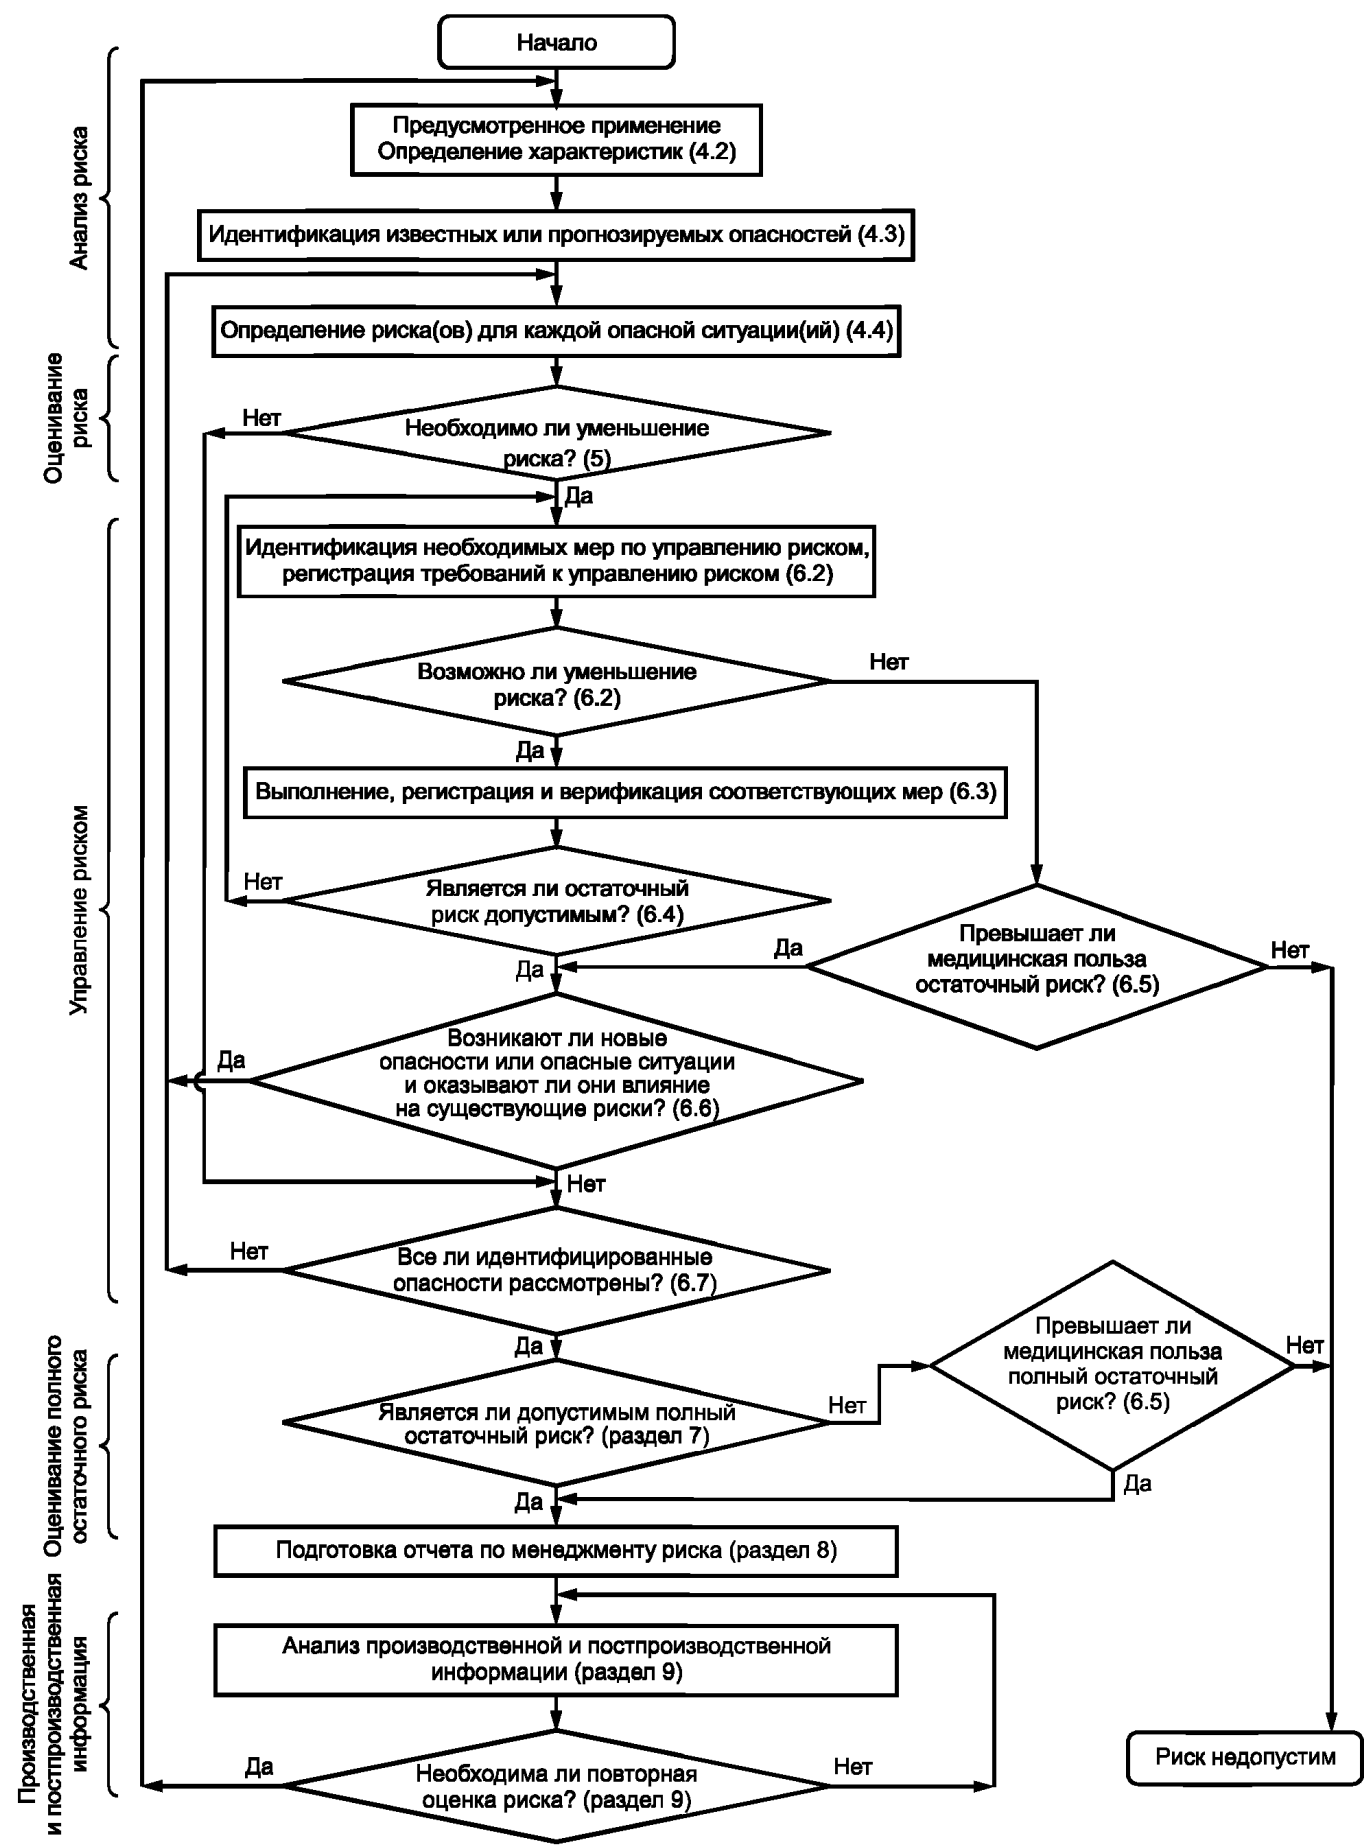 Начало
Анализ риска
Предусмотренное применение
Определение характеристик (4.2)
Идентификация известных или прогнозируемых опасностей (4.3)
Определение риска(ов) для каждой опасной ситуации(ий) (4.4)
Оценивание
риска
Нет
Необходимо ли уменьшение
риска? (5)
Да
Управление риском
Идентификация необходимых мер по управлению риском,
регистрация требований к управлению риском (6.2)
Возможно ли уменьшение
риска? (6.2)
Нет
Да
Выполнение, регистрация и верификация соответствующих мер (6.3)
Нет
Является ли остаточный
риск допустимым? (6.4)
Да
Да
Превышает ли
медицинская польза
остаточный риск? (6.5)
Нет
Да
Возникают ли новые
опасности или опасные ситуации
и оказывают ли они влияние
на существующие риски? (6.6)
Нет
Нет
Все ли идентифицированные
опасности рассмотрены? (6.7)
Да
Оценивание полного
остаточного риска
Является ли допустимым полный
остаточный риск? (раздел 7)
Нет
Превышает ли
медицинская польза
полный остаточный
риск? (6.5)
Нет
Да
Да
Подготовка отчета по менеджменту риска (раздел 8)
Производственная
и постпроизводственная
информация
Анализ производственной и постпроизводственной
информации (раздел 9)
Да
Необходима ли повторная
оценка риска? (раздел 9)
Нет
Риск недопустим